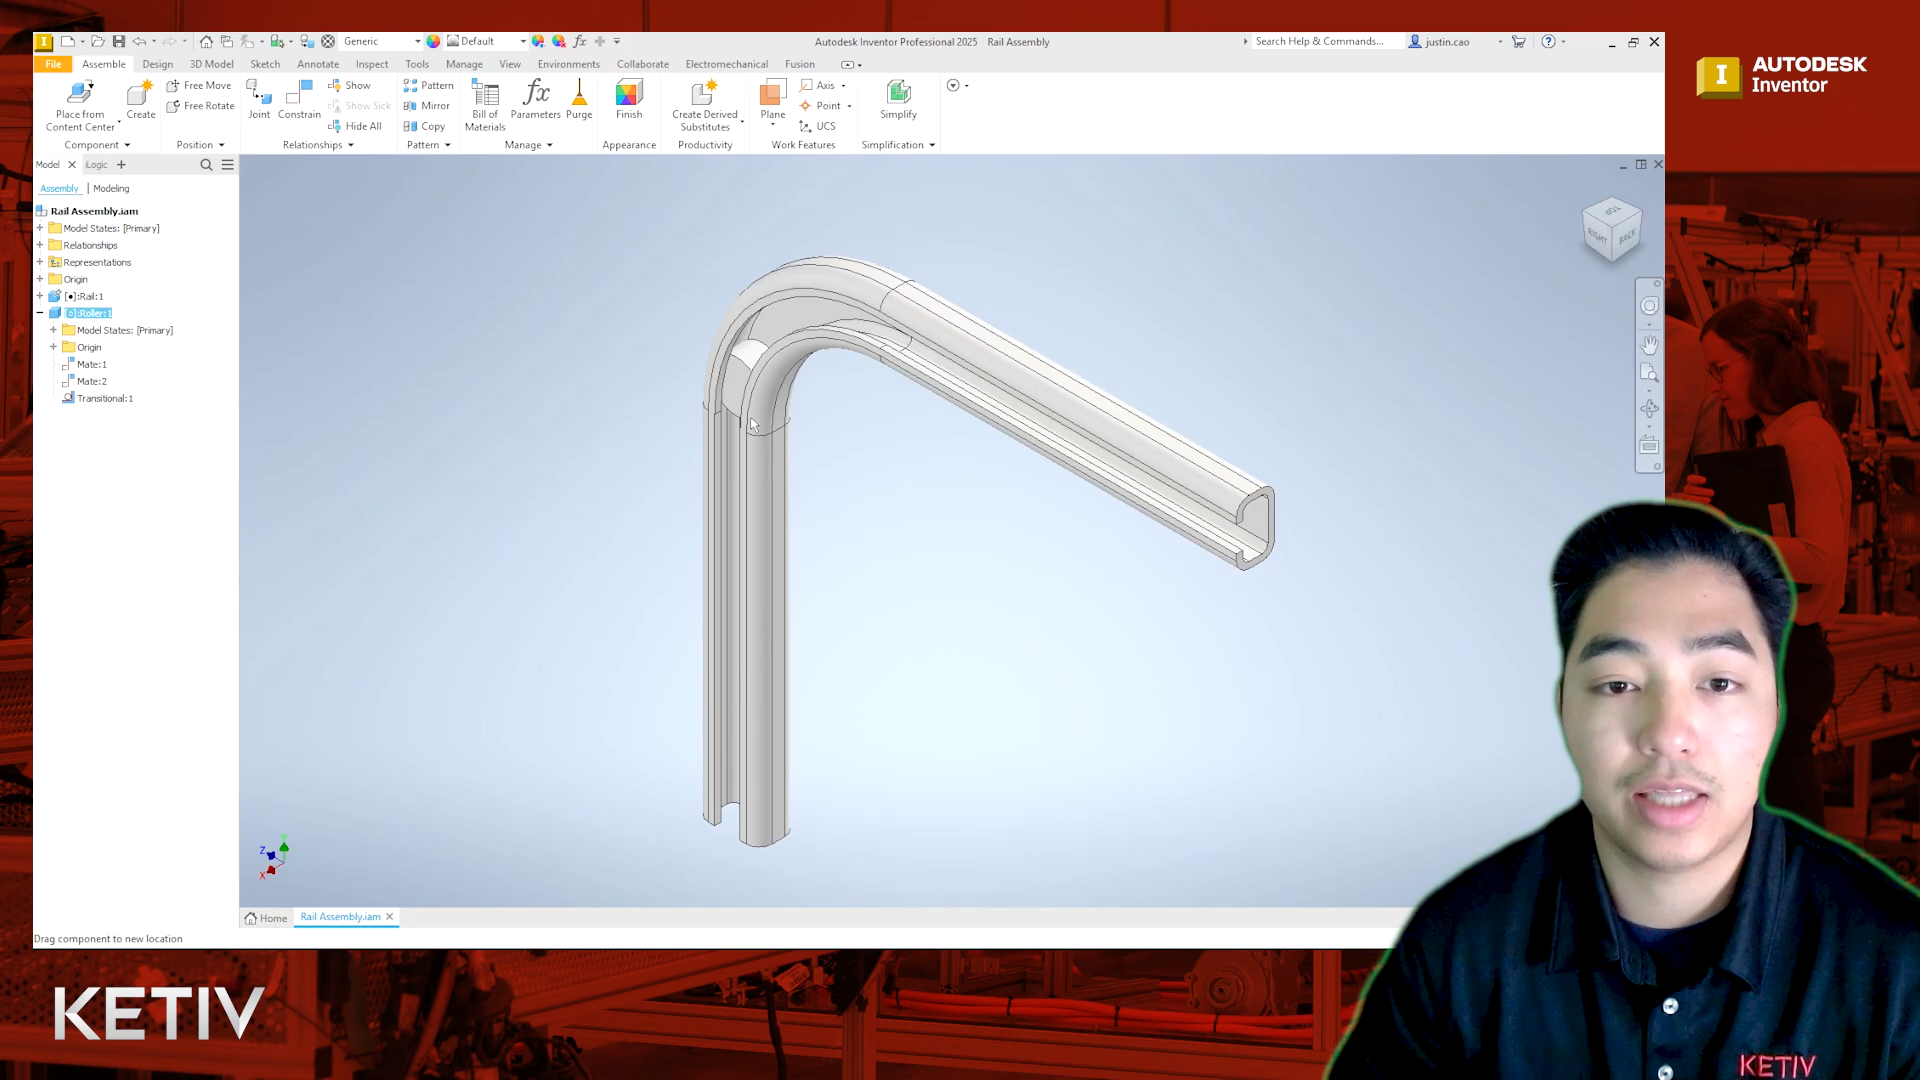 Generic
Default
Autodesk Inventor Professional 2025 Rail Assembly
Search Help & Commands...
justin.cao
File Assemble Design 3D Model Sketch Annotate Inspect Tools Manage View Environments Collaborate Electromechanical Fusion
Place from
Content Center
Create
Free Move
Free Rotate
Joint
Constrain
Show
Show Sick
Hide All
Pattern
Mirror
Copy
Bill of
Materials
Parameters
Purge
Finish
Create Derived
Substitutes
Plane
Axis
Point
UCS
Simplify
Component Position Relationships Pattern Manage Appearance Productivity Work Features Simplification
Model iLogic
Assembly | Modeling
Rail Assembly.iam
Model States: [Primary]
Relationships
Representations
Origin
[●]:Rail:1
[○]:Roller:1
Model States: [Primary]
Origin
Mate:1
Mate:2
Transitional:1
TOP
RIGHT
BACK
Z
X
Home Rail Assembly.iam
Drag component to new location
I AUTODESK
Inventor
KETIV
KETIV